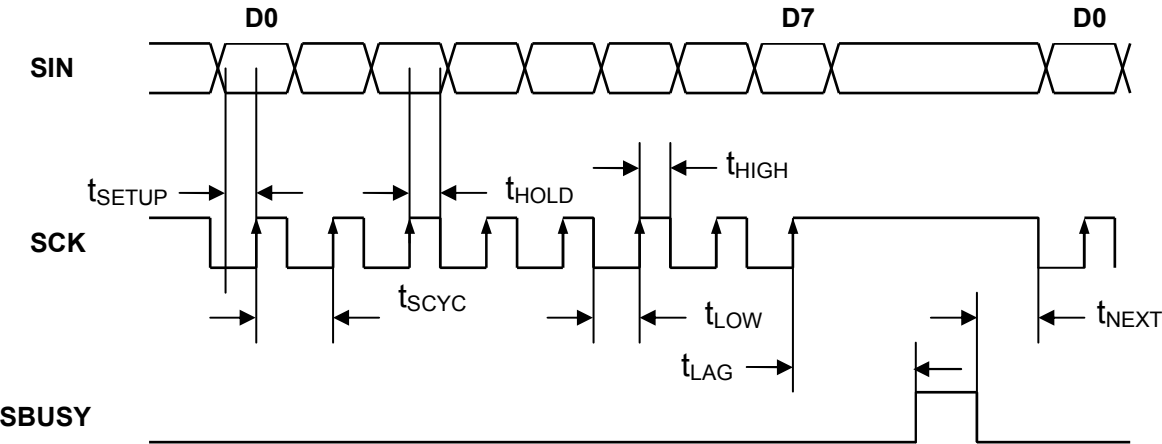 D0 D7 D0
SIN
tHIGH
tSETUP tHOLD
SCK
tSCYC
tLOW tNEXT
tLAG
SBUSY